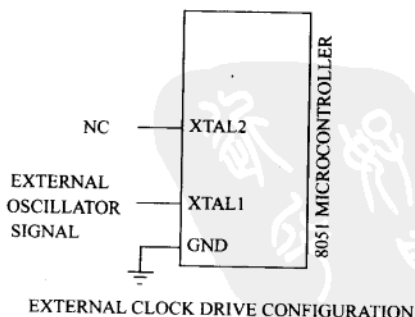 NC
XTAL2
EXTERNAL
OSCILLATOR
SIGNAL
XTAL1
GND
8051 MICROCONTROLLER
EXTERNAL CLOCK DRIVE CONFIGURATION